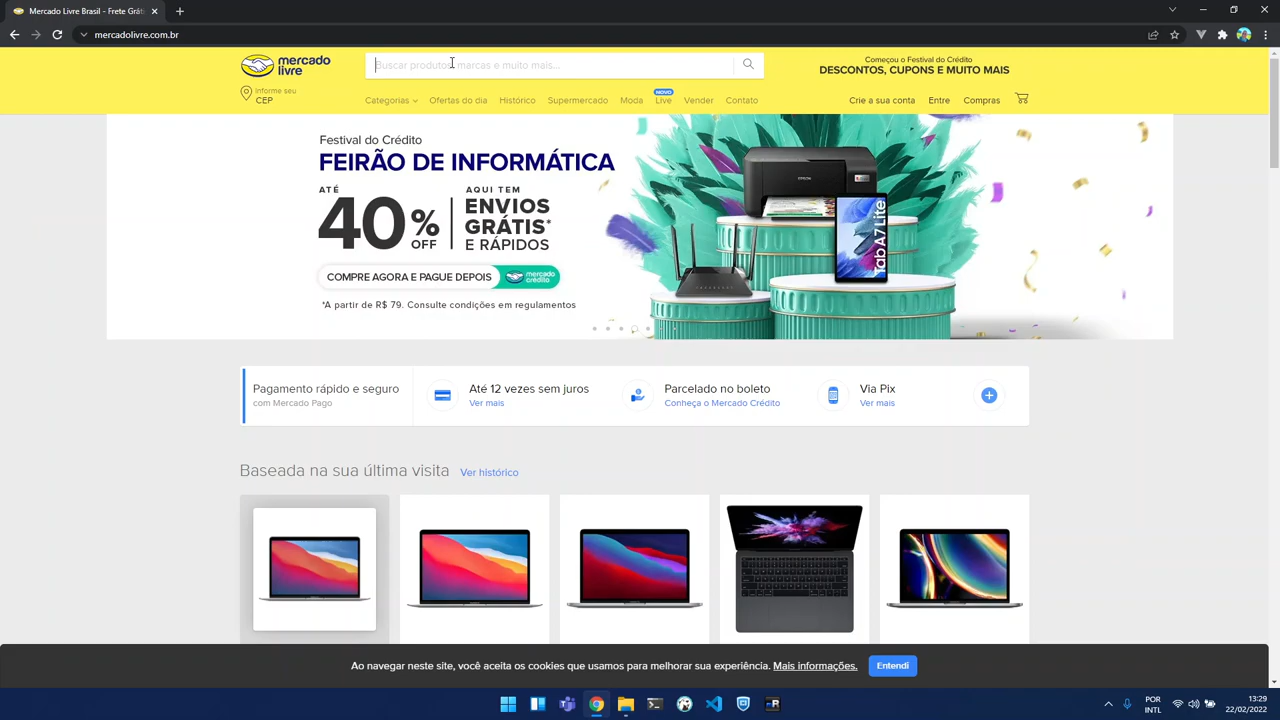 Mercado Livre Brasil - Frete Grátis
mercadolivre.com.br
mercado
livre
Buscar produtos, marcas e muito mais...
Começou o Festival do Crédito
DESCONTOS, CUPONS E MUITO MAIS
Informe seu
CEP
NOVO
Categorias
Ofertas do dia
Histórico
Supermercado
Moda
Live
Vender
Contato
Crie a sua conta
Entre
Compras
Festival do Crédito
FEIRÃO DE INFORMÁTICA
ATÉ
40% OFF
AQUI TEM
ENVIOS
GRÁTIS*
E RÁPIDOS
COMPRE AGORA E PAGUE DEPOIS
mercado
crédito
*A partir de R$ 79. Consulte condições em regulamentos
EPSON
Tab A7 Lite
Pagamento rápido e seguro
com Mercado Pago
Até 12 vezes sem juros
Ver mais
Parcelado no boleto
Conheça o Mercado Crédito
Via Pix
Ver mais
Baseada na sua última visita
Ver histórico
Ao navegar neste site, você aceita os cookies que usamos para melhorar sua experiência. Mais informações.
Entendi
POR
INTL
13:29
22/02/2022